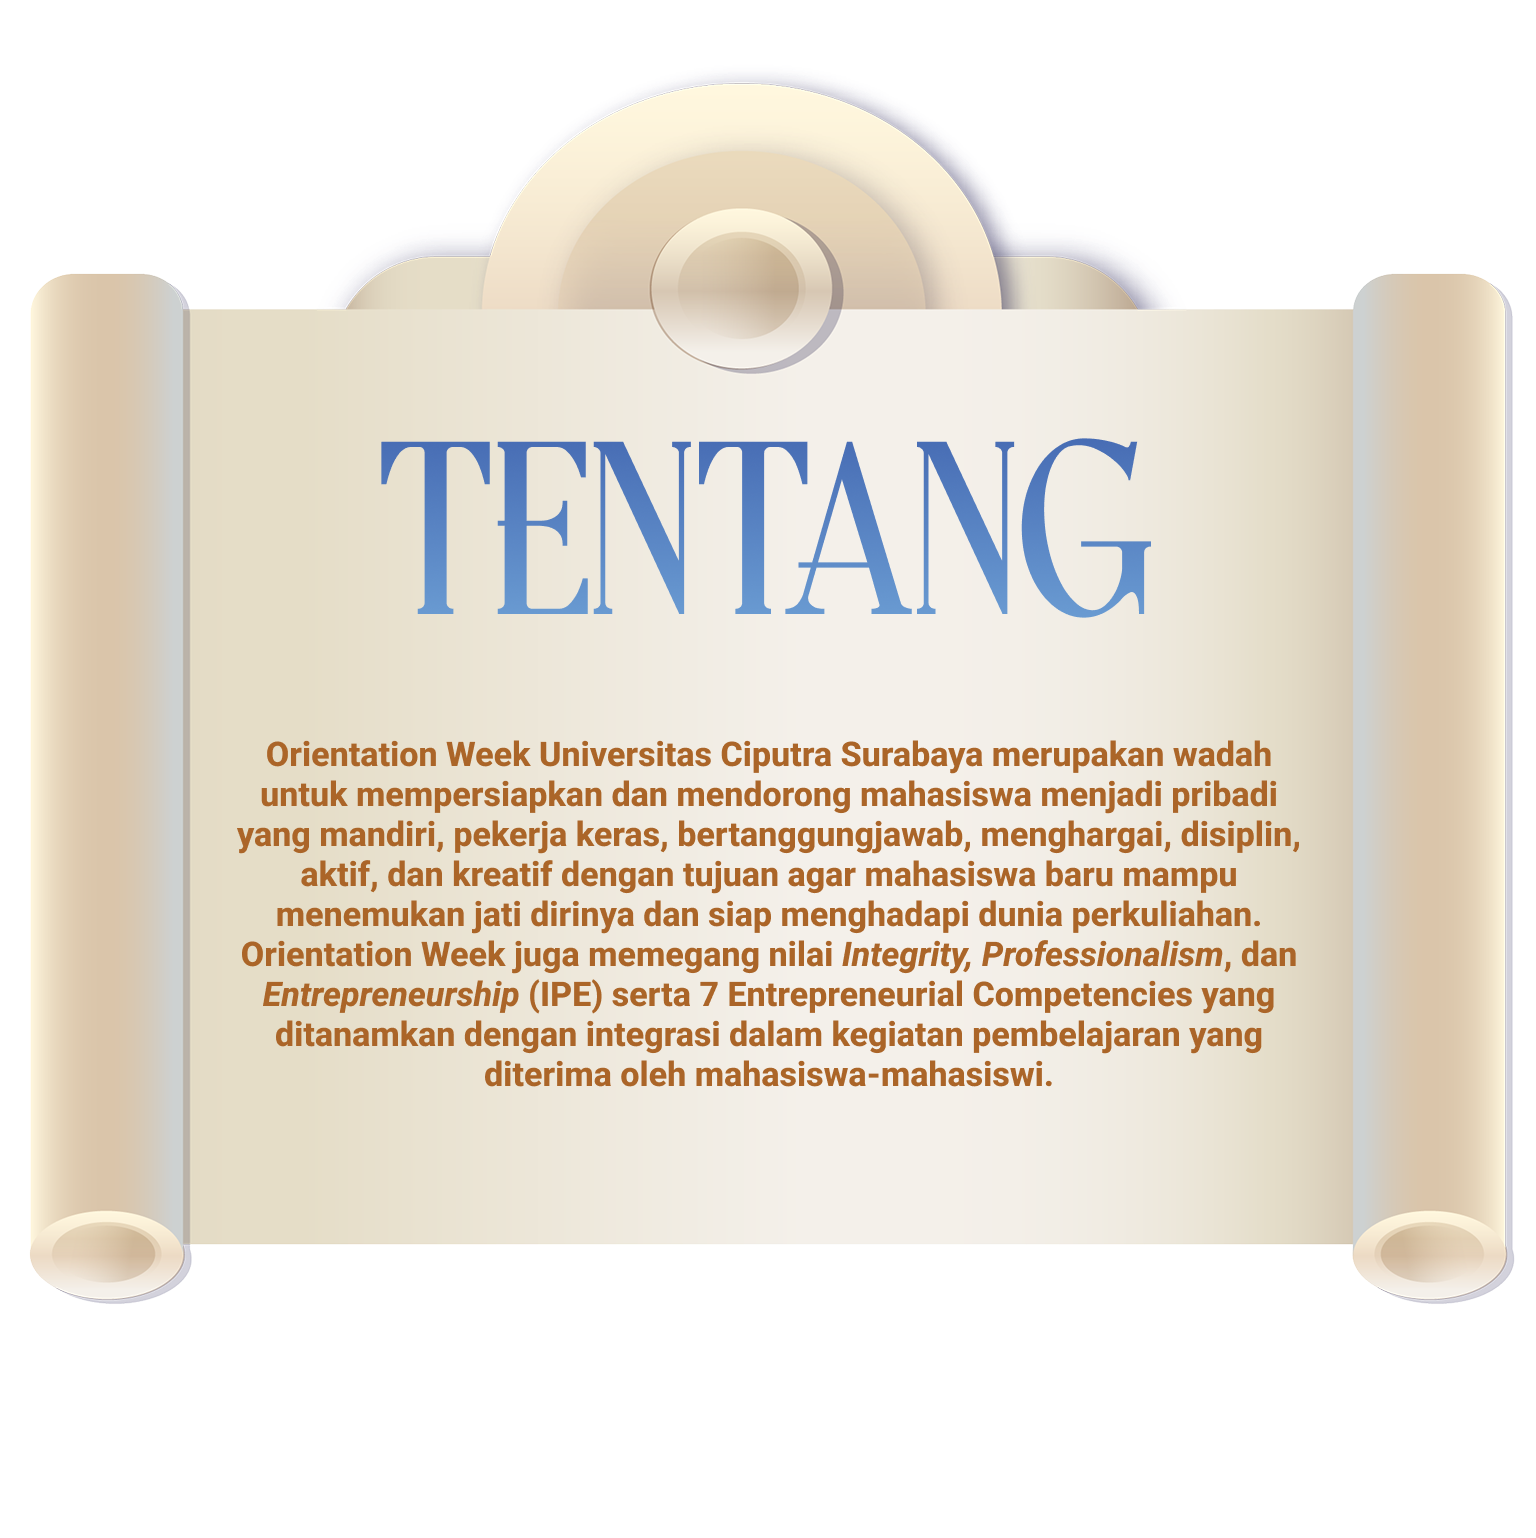 TENTANG
Orientation Week Universitas Ciputra Surabaya merupakan wadah
untuk mempersiapkan dan mendorong mahasiswa menjadi pribadi
yang mandiri, pekerja keras, bertanggungjawab, menghargai, disiplin,
aktif, dan kreatif dengan tujuan agar mahasiswa baru mampu
menemukan jati dirinya dan siap menghadapi dunia perkuliahan.
Orientation Week juga memegang nilai Integrity, Professionalism, dan
Entrepreneurship (IPE) serta 7 Entrepreneurial Competencies yang
ditanamkan dengan integrasi dalam kegiatan pembelajaran yang
diterima oleh mahasiswa-mahasiswi.